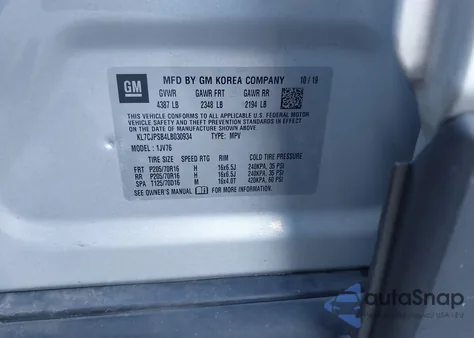 GM
MFD BY GM KOREA COMPANY 10/19
GVWR GAWR FRT GAWR RR
4387 LB 2348 LB 2194 LB
THIS VEHICLE CONFORMS TO ALL APPLICABLE U.S. FEDERAL MOTOR
VEHICLE SAFETY AND THEFT PREVENTION STANDARDS IN EFFECT
ON THE DATE OF MANUFACTURE SHOWN ABOVE.
KL7CJPSB4LB030934 TYPE: MPV
MODEL: 1JV76
TIRE SIZE SPEED RTG RIM COLD TIRE PRESSURE
FRT P205/70R16 H 16x6.5J 240KPA, 35 PSI
RR P205/70R16 H 16x6.5J 240KPA, 35 PSI
SPA T125/70D16 M 16x4.0T 420KPA, 60 PSI
SEE OWNER'S MANUAL FOR MORE INFORMATION.
autoSnap